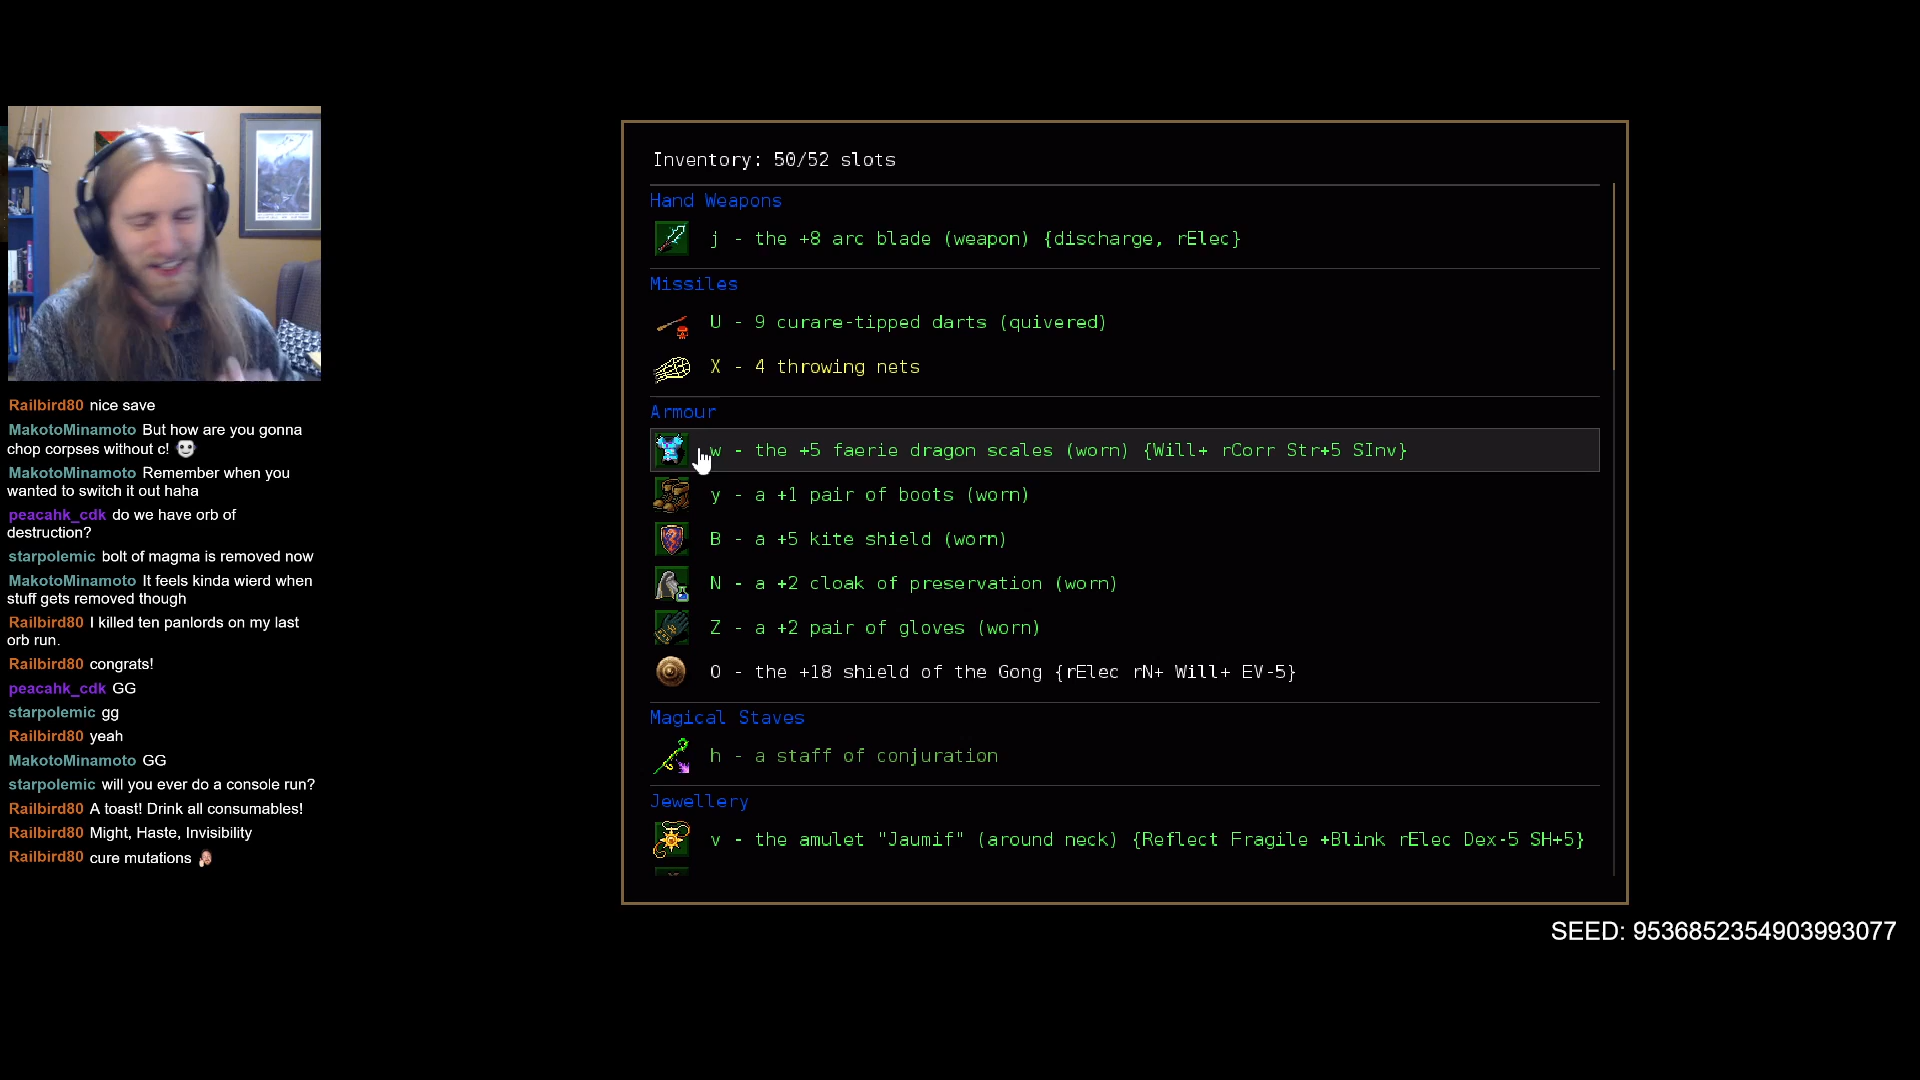 Railbird80 nice save
MakotoMinamoto But how are you gonna
chop corpses without c!
MakotoMinamoto Remember when you
wanted to switch it out haha
peacahk_cdk do we have orb of
destruction?
starpolemic bolt of magma is removed now
MakotoMinamoto It feels kinda wierd when
stuff gets removed though
Railbird80 I killed ten panlords on my last
orb run.
Railbird80 congrats!
peacahk_cdk GG
starpolemic gg
Railbird80 yeah
MakotoMinamoto GG
starpolemic will you ever do a console run?
Railbird80 A toast! Drink all consumables!
Railbird80 Might, Haste, Invisibility
Railbird80 cure mutations
Inventory: 50/52 slots
Hand Weapons
j - the +8 arc blade (weapon) {discharge, rElec}
Missiles
U - 9 curare-tipped darts (quivered)
X - 4 throwing nets
Armour
w - the +5 faerie dragon scales (worn) {Will+ rCorr Str+5 SInv}
y - a +1 pair of boots (worn)
B - a +5 kite shield (worn)
N - a +2 cloak of preservation (worn)
Z - a +2 pair of gloves (worn)
O - the +18 shield of the Gong {rElec rN+ Will+ EV-5}
Magical Staves
h - a staff of conjuration
Jewellery
v - the amulet "Jaumif" (around neck) {Reflect Fragile +Blink rElec Dex-5 SH+5}
SEED: 9536852354903993077